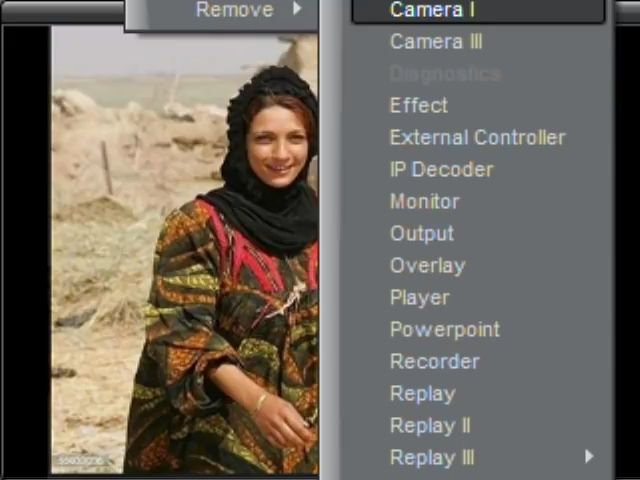 Remove
Camera I
Camera III
Diagnostics
Effect
External Controller
IP Decoder
Monitor
Output
Overlay
Player
Powerpoint
Recorder
Replay
Replay II
Replay III